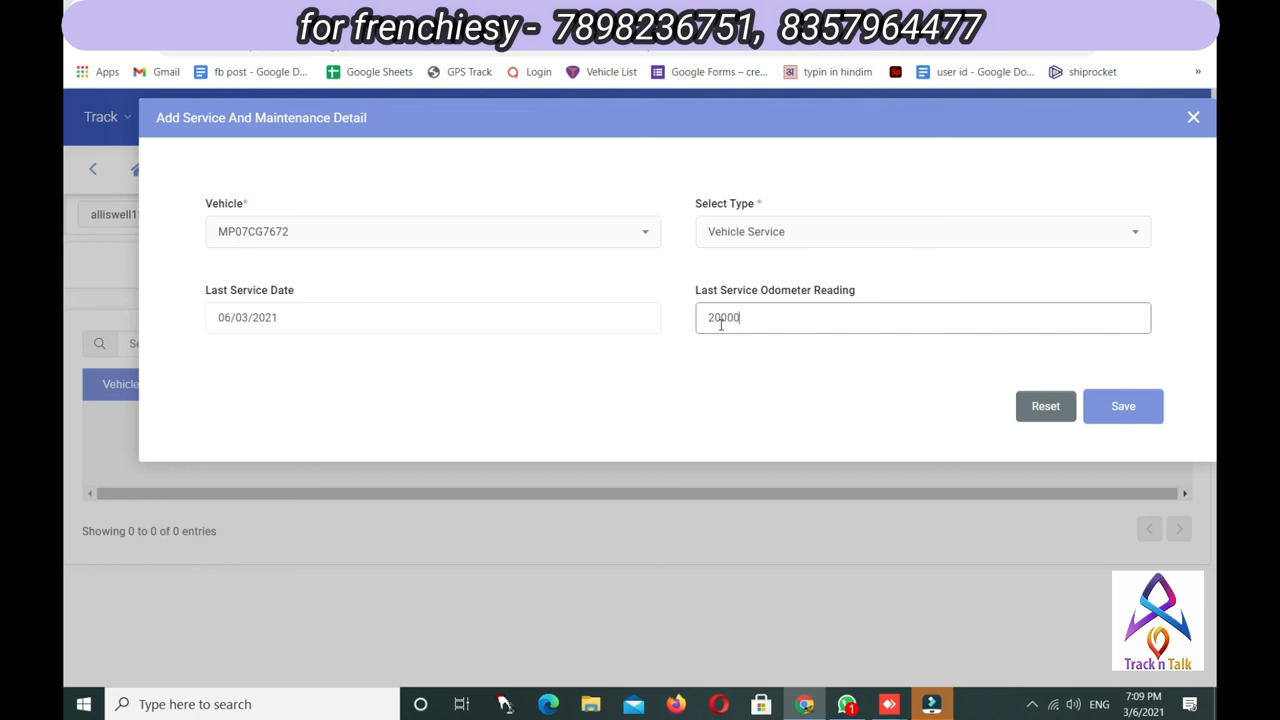 for frenchiesy - 7898236751, 8357964477
Apps Gmail fb post - Google D... Google Sheets GPS Track Login Vehicle List Google Forms – cre... typin in hindim Sp user id - Google Do... shiprocket »
Track
Add Service And Maintenance Detail
alliswell1
Vehicle* Select Type *
MP07CG7672 Vehicle Service
Last Service Date Last Service Odometer Reading
06/03/2021 20000
Se
Vehicle
Reset Save
Showing 0 to 0 of 0 entries
Track n Talk
Type here to search 1 ENG 7:09 PM
3/6/2021